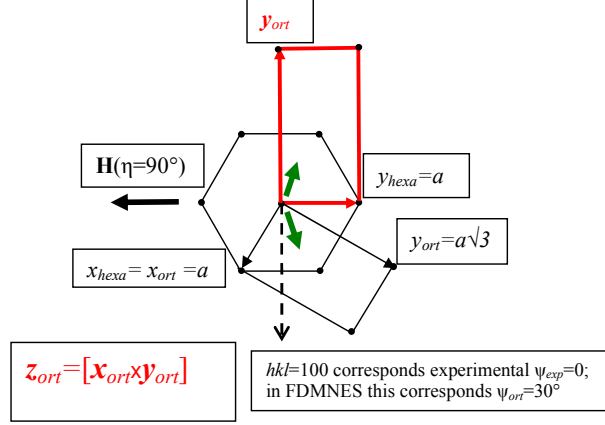 y_ort
H(η=90°)
y_hexa=a
y_ort=a√3
x_hexa= x_ort =a
z_ort=[x_ort x y_ort]
hkl=100 corresponds experimental ψ_exp=0;
in FDMNES this corresponds ψ_ort=30°